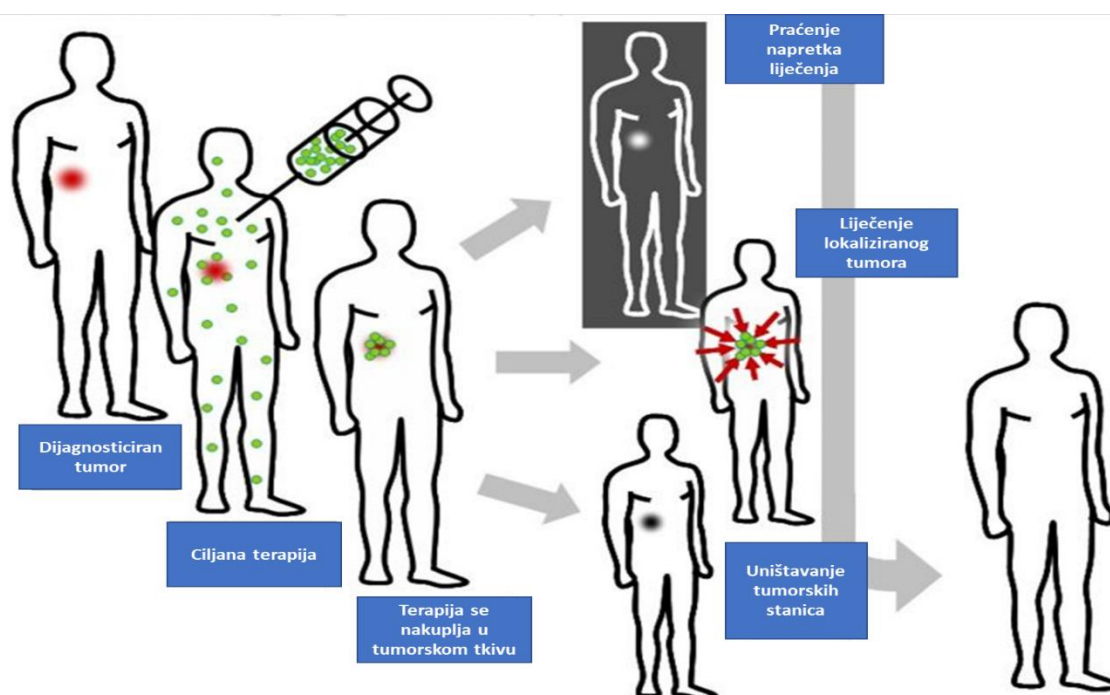 Dijagnosticiran
tumor
Ciljana terapija
Terapija se
nakuplja u
tumorskom tkivu
Praćenje
napretka
liječenja
Liječenje
lokaliziranog
tumora
Uništavanje
tumorskih
stanica